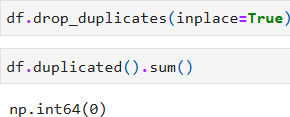 df.drop_duplicates(inplace=True)
df.duplicated().sum()
np.int64(0)